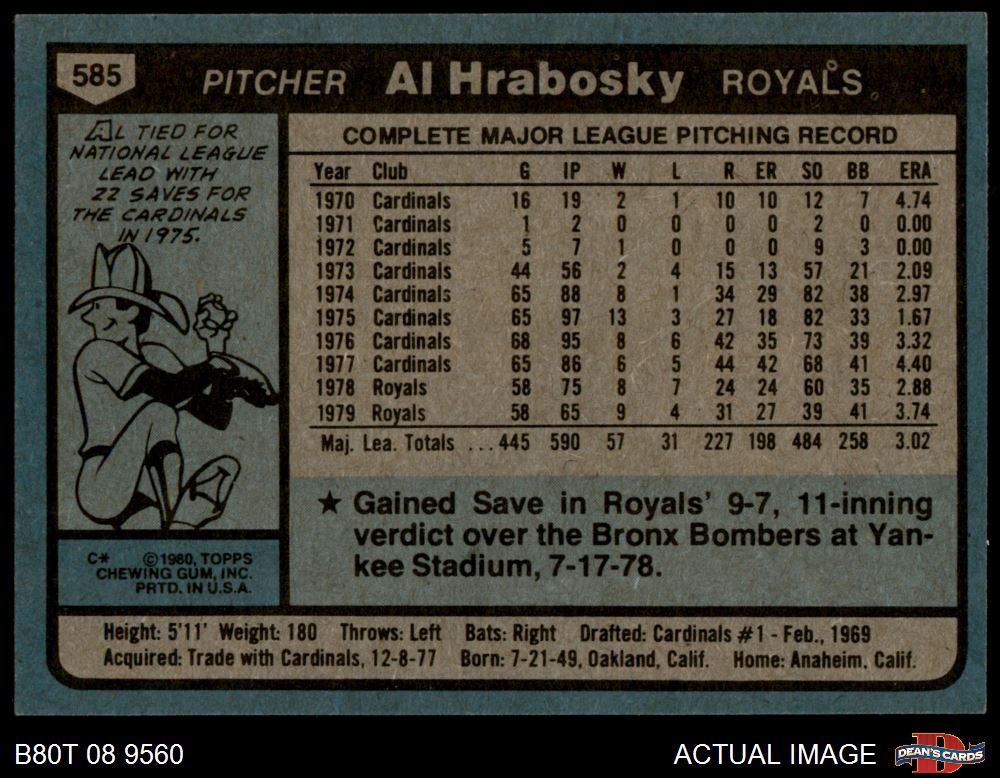 585 PITCHER Al Hrabosky ROYALS
AL TIED FOR
NATIONAL LEAGUE
LEAD WITH
22 SAVES FOR
THE CARDINALS
IN 1975.
COMPLETE MAJOR LEAGUE PITCHING RECORD
Year Club G IP W L R ER SO BB ERA
1970 Cardinals 16 19 2 1 10 10 12 7 4.74
1971 Cardinals 1 2 0 0 0 0 2 0 0.00
1972 Cardinals 5 7 1 0 0 0 9 3 0.00
1973 Cardinals 44 56 2 4 15 13 57 21 2.09
1974 Cardinals 65 88 8 1 34 29 82 38 2.97
1975 Cardinals 65 97 13 3 27 18 82 33 1.67
1976 Cardinals 68 95 8 6 42 35 73 39 3.32
1977 Cardinals 65 86 6 5 44 42 68 41 4.40
1978 Royals 58 75 8 7 24 24 60 35 2.88
1979 Royals 58 65 9 4 31 27 39 41 3.74
Maj. Lea. Totals ...445 590 57 31 227 198 484 258 3.02
★ Gained Save in Royals' 9-7, 11-inning
verdict over the Bronx Bombers at Yan-
kee Stadium, 7-17-78.
C* ©1980, TOPPS
CHEWING GUM, INC.
PRTD. IN U.S.A.
Height: 5'11' Weight: 180 Throws: Left Bats: Right Drafted: Cardinals #1 - Feb., 1969
Acquired: Trade with Cardinals, 12-8-77 Born: 7-21-49, Oakland, Calif. Home: Anaheim, Calif.
B80T 08 9560 ACTUAL IMAGE DEAN'S CARDS